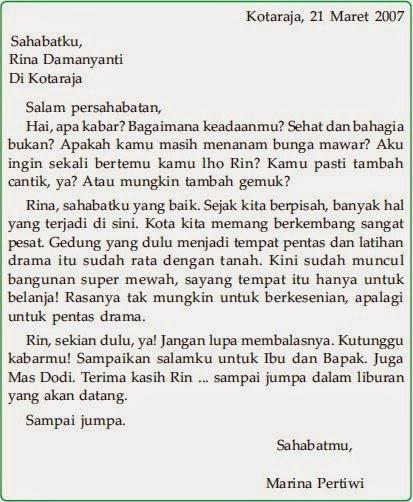 Kotaraja, 21 Maret 2007
Sahabatku,
Rina Damanyanti
Di Kotaraja
Salam persahabatan,
Hai, apa kabar? Bagaimana keadaanmu? Sehat dan bahagia
bukan? Apakah kamu masih menanam bunga mawar? Aku
ingin sekali bertemu kamu lho Rin? Kamu pasti tambah
cantik, ya? Atau mungkin tambah gemuk?
Rina, sahabatku yang baik. Sejak kita berpisah, banyak hal
yang terjadi di sini. Kota kita memang berkembang sangat
pesat. Gedung yang dulu menjadi tempat pentas dan latihan
drama itu sudah rata dengan tanah. Kini sudah muncul
bangunan super mewah, sayang tempat itu hanya untuk
belanja! Rasanya tak mungkin untuk berkesenian, apalagi
untuk pentas drama.
Rin, sekian dulu, ya! Jangan lupa membalasnya. Kutunggu
kabarmu! Sampaikan salamku untuk Ibu dan Bapak. Juga
Mas Dodi. Terima kasih Rin ... sampai jumpa dalam liburan
yang akan datang.
Sampai jumpa.
Sahabatmu,
Marina Pertiwi